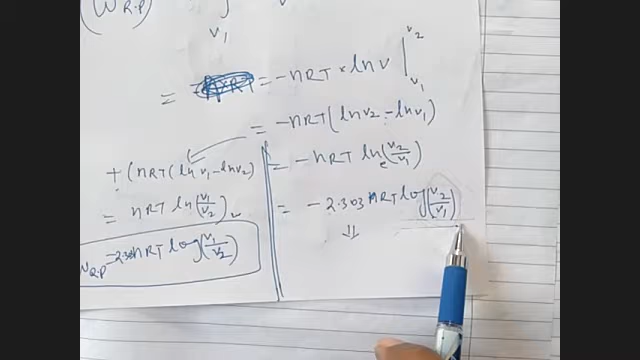 (W R.P)
V1
V
= = -nRT × ln V | V2 V1
= -nRT (ln V2 - ln V1)
+ (nRT (ln V1 - ln V2)
= nRT ln (V1/V2)
W R.P = -2.303 nRT log (V1/V2)
= -nRT ln e (V2/V1)
= -2.303 nRT log (V2/V1)
⇓